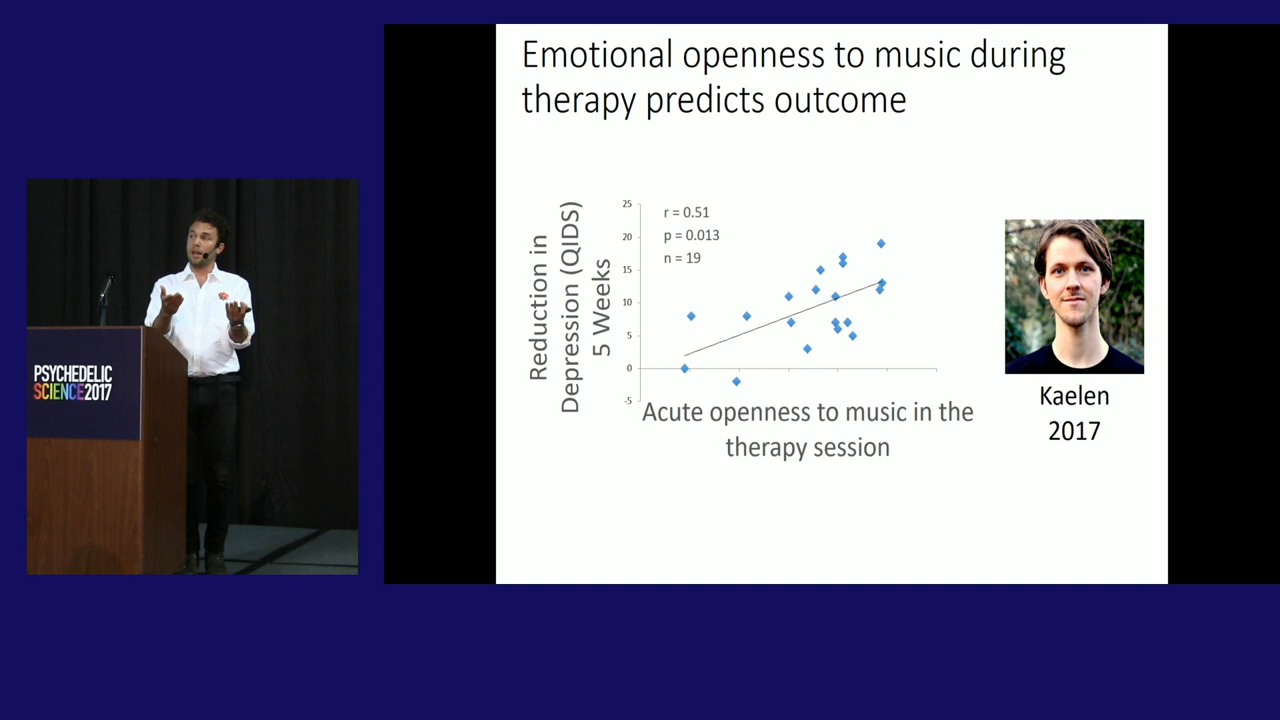 Emotional openness to music during
therapy predicts outcome
Reduction in
Depression (QIDS)
5 Weeks
25
20
15
10
5
0
-5
r = 0.51
p = 0.013
n = 19
Acute openness to music in the
therapy session
Kaelen
2017
PSYCHEDELIC
SCIENCE2017